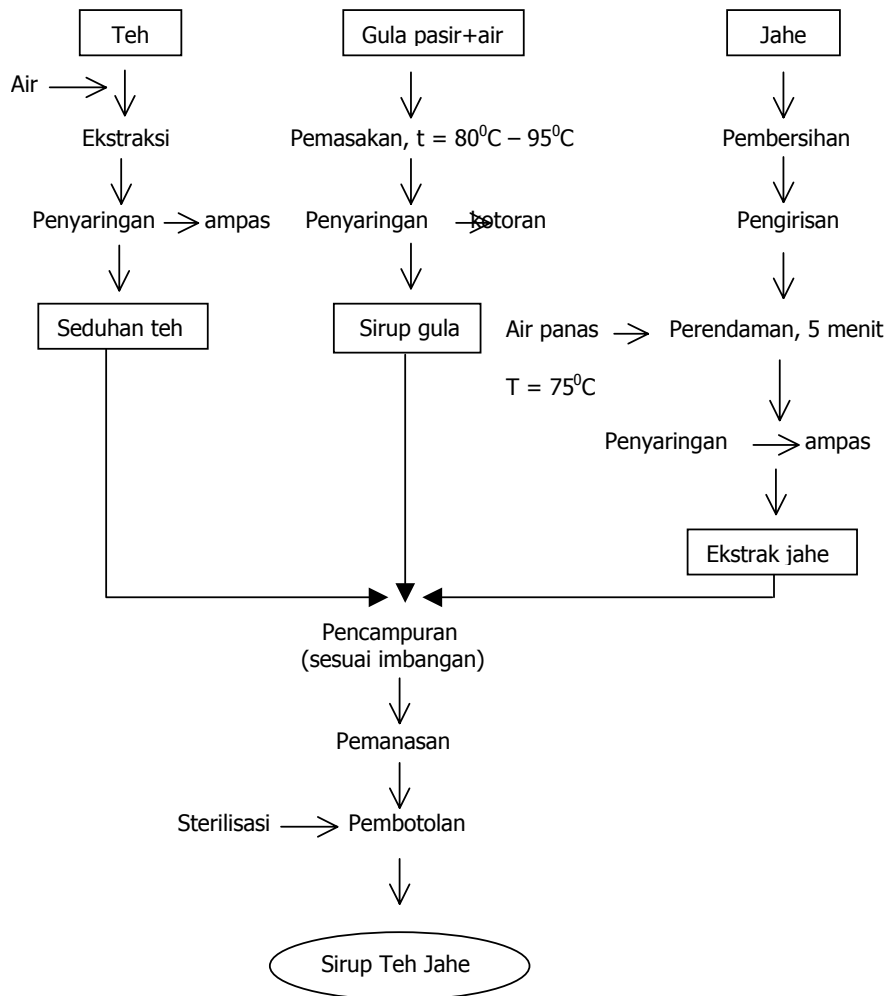 Teh
Gula pasir+air
Jahe
Air
Ekstraksi
Pemasakan, t = 80⁰C – 95⁰C
Pembersihan
Penyaringan
ampas
Penyaringan
kotoran
Pengirisan
Seduhan teh
Sirup gula
Air panas
Perendaman, 5 menit
T = 75⁰C
Penyaringan
ampas
Ekstrak jahe
Pencampuran
(sesuai imbangan)
Pemanasan
Sterilisasi
Pembotolan
Sirup Teh Jahe